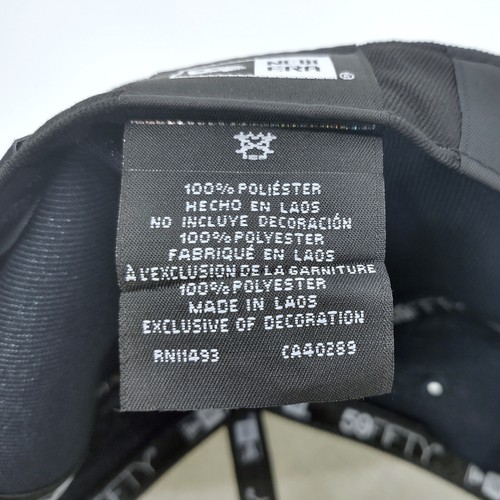 NEW
ERA®
100% POLIÉSTER
HECHO EN LAOS
NO INCLUYE DECORACIÓN
100% POLYESTER
FABRIQUÉ EN LAOS
À L'EXCLUSION DE LA GARNITURE
100% POLYESTER
MADE IN LAOS
EXCLUSIVE OF DECORATION
RN11493 CA40289
59FIFTY